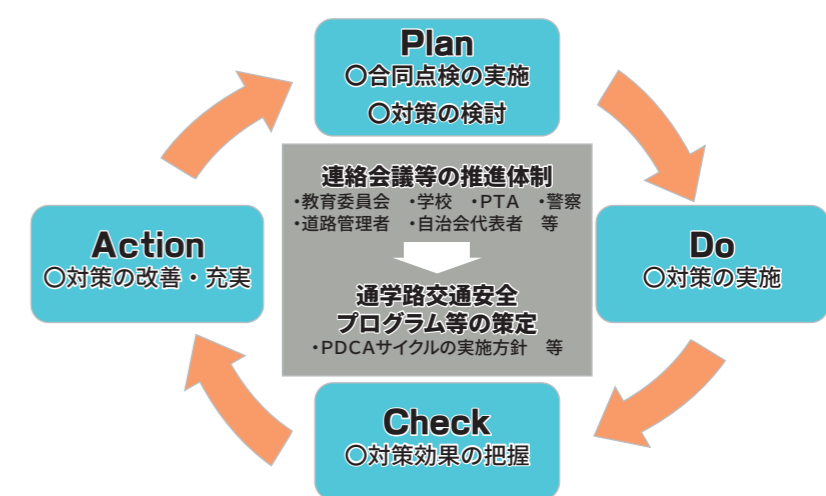 Plan
〇合同点検の実施
〇対策の検討
連絡会議等の推進体制
・教育委員会　・学校　・PTA　・警察
・道路管理者　・自治会代表者　等
通学路交通安全
プログラム等の策定
・PDCAサイクルの実施方針　等
Action
〇対策の改善・充実
Do
〇対策の実施
Check
〇対策効果の把握